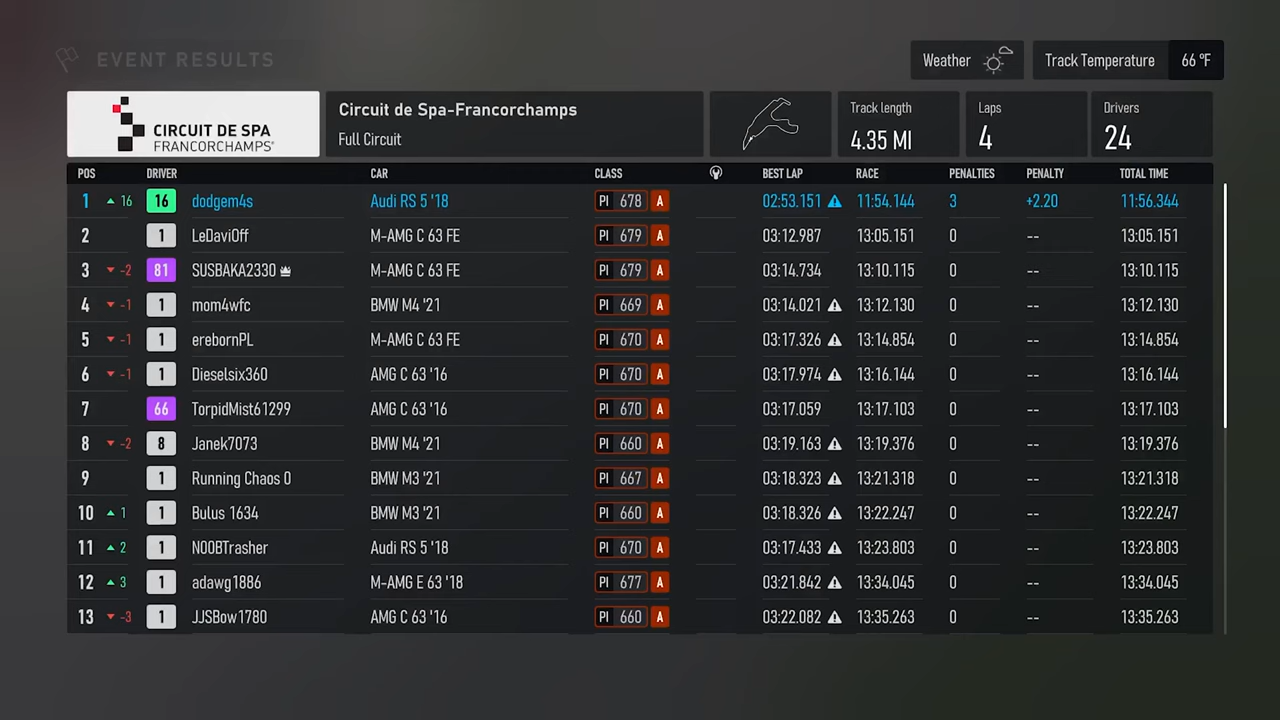 EVENT RESULTS
Weather
Track Temperature 66 °F
CIRCUIT DE SPA
FRANCORCHAMPS
Circuit de Spa-Francorchamps
Full Circuit
Track length
4.35 MI
Laps
4
Drivers
24
POS DRIVER CAR CLASS BEST LAP RACE PENALTIES PENALTY TOTAL TIME
1 16 16 dodgem4s Audi RS 5 '18 PI 678 A 02:53.151 11:54.144 3 +2.20 11:56.344
2 1 LeDaviOff M-AMG C 63 FE PI 679 A 03:12.987 13:05.151 0 -- 13:05.151
3 -2 81 SUSBAKA2330 M-AMG C 63 FE PI 679 A 03:14.734 13:10.115 0 -- 13:10.115
4 -1 1 mom4wfc BMW M4 '21 PI 669 A 03:14.021 13:12.130 0 -- 13:12.130
5 -1 1 erebornPL M-AMG C 63 FE PI 670 A 03:17.326 13:14.854 0 -- 13:14.854
6 -1 1 Dieselsix360 AMG C 63 '16 PI 670 A 03:17.974 13:16.144 0 -- 13:16.144
7 66 TorpidMist61299 AMG C 63 '16 PI 670 A 03:17.059 13:17.103 0 -- 13:17.103
8 -2 8 Janek7073 BMW M4 '21 PI 660 A 03:19.163 13:19.376 0 -- 13:19.376
9 1 Running Chaos 0 BMW M3 '21 PI 667 A 03:18.323 13:21.318 0 -- 13:21.318
10 1 1 Bulus 1634 BMW M3 '21 PI 660 A 03:18.326 13:22.247 0 -- 13:22.247
11 2 1 N00BTrasher Audi RS 5 '18 PI 670 A 03:17.433 13:23.803 0 -- 13:23.803
12 3 1 adawg1886 M-AMG E 63 '18 PI 677 A 03:21.842 13:34.045 0 -- 13:34.045
13 -3 1 JJSBow1780 AMG C 63 '16 PI 660 A 03:22.082 13:35.263 0 -- 13:35.263